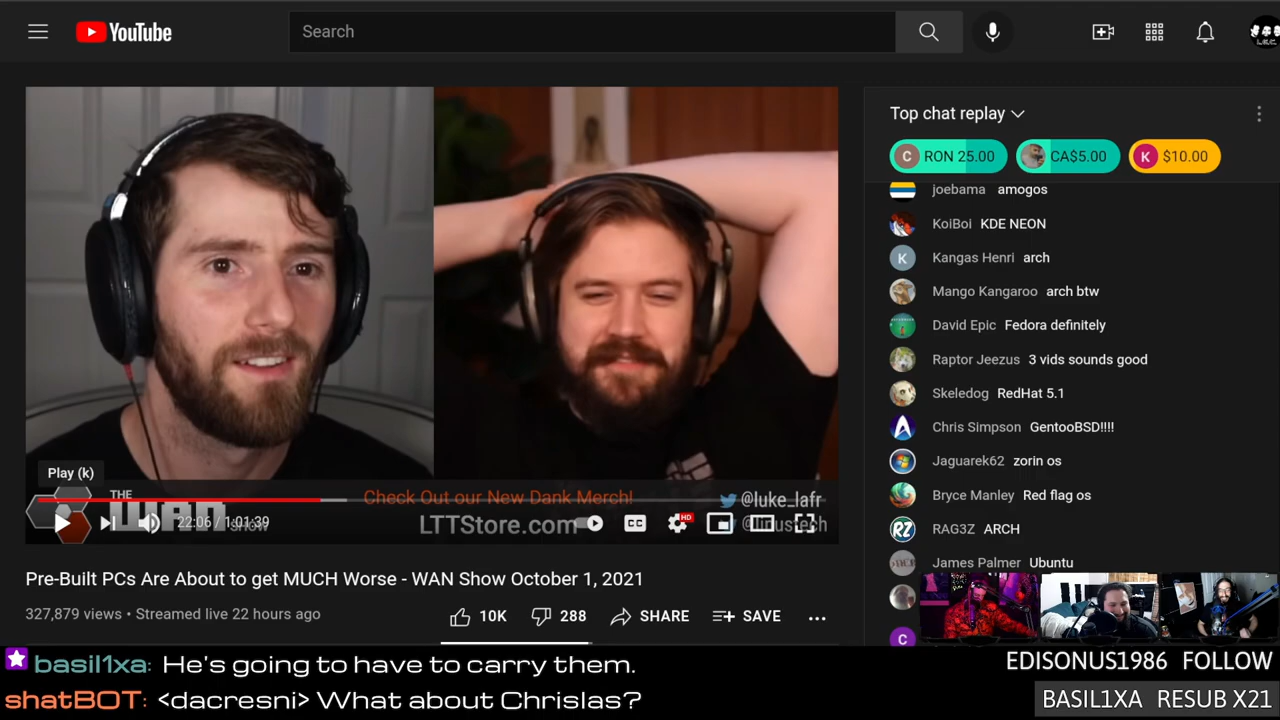 YouTube
Search
Top chat replay
C RON 25.00 CA$5.00 K $10.00
joebama amogos
KoiBoi KDE NEON
K Kangas Henri arch
Mango Kangaroo arch btw
David Epic Fedora definitely
Raptor Jeezus 3 vids sounds good
Skeledog RedHat 5.1
Chris Simpson GentooBSD!!!!
Jaguarek62 zorin os
Bryce Manley Red flag os
RZ RAG3Z ARCH
James Palmer Ubuntu
C
Play (k)
THE
WAN
Check Out our New Dank Merch!
@luke_lafr
22:06 / 1:01:39
LTTStore.com
CC
HD
@linustech
Pre-Built PCs Are About to get MUCH Worse - WAN Show October 1, 2021
327,879 views • Streamed live 22 hours ago
10K 288 SHARE SAVE
basil1xa: He's going to have to carry them.
EDISONUS1986 FOLLOW
shatBOT: <dacresni> What about Chrislas?
BASIL1XA RESUB X21